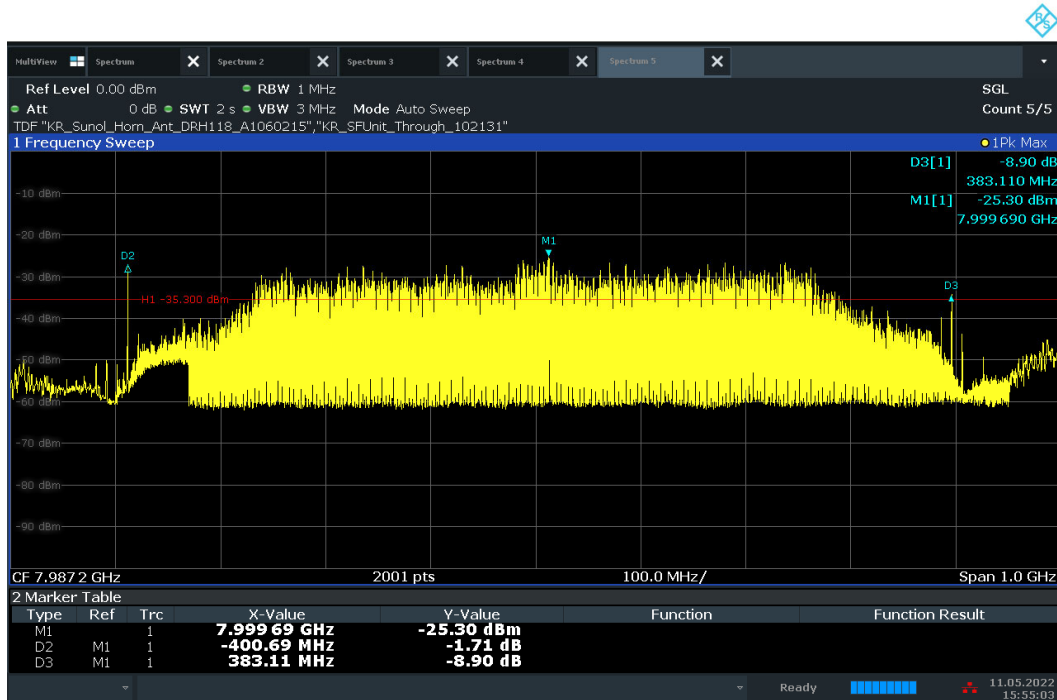 R&S
MultiView Spectrum Spectrum 2 Spectrum 3 Spectrum 4 Spectrum 5
Ref Level 0.00 dBm RBW 1 MHz SGL
Att 0 dB SWT 2 s VBW 3 MHz Mode Auto Sweep Count 5/5
TDF "KR_Sunol_Horn_Ant_DRH118_A1060215","KR_SFUnit_Through_102131"
1 Frequency Sweep 1Pk Max
D3[1] -8.90 dB
383.110 MHz
-10 dBm
M1[1] -25.30 dBm
7.999 690 GHz
-20 dBm
M1
D2
-30 dBm
D3
H1 -35.300 dBm
-40 dBm
-50 dBm
-60 dBm
-70 dBm
-80 dBm
-90 dBm
CF 7.987 2 GHz 2001 pts 100.0 MHz/ Span 1.0 GHz
2 Marker Table
Type Ref Trc X-Value Y-Value Function Function Result
M1 1 7.999 69 GHz -25.30 dBm
D2 M1 1 -400.69 MHz -1.71 dB
D3 M1 1 383.11 MHz -8.90 dB
Ready 11.05.2022
15:55:03